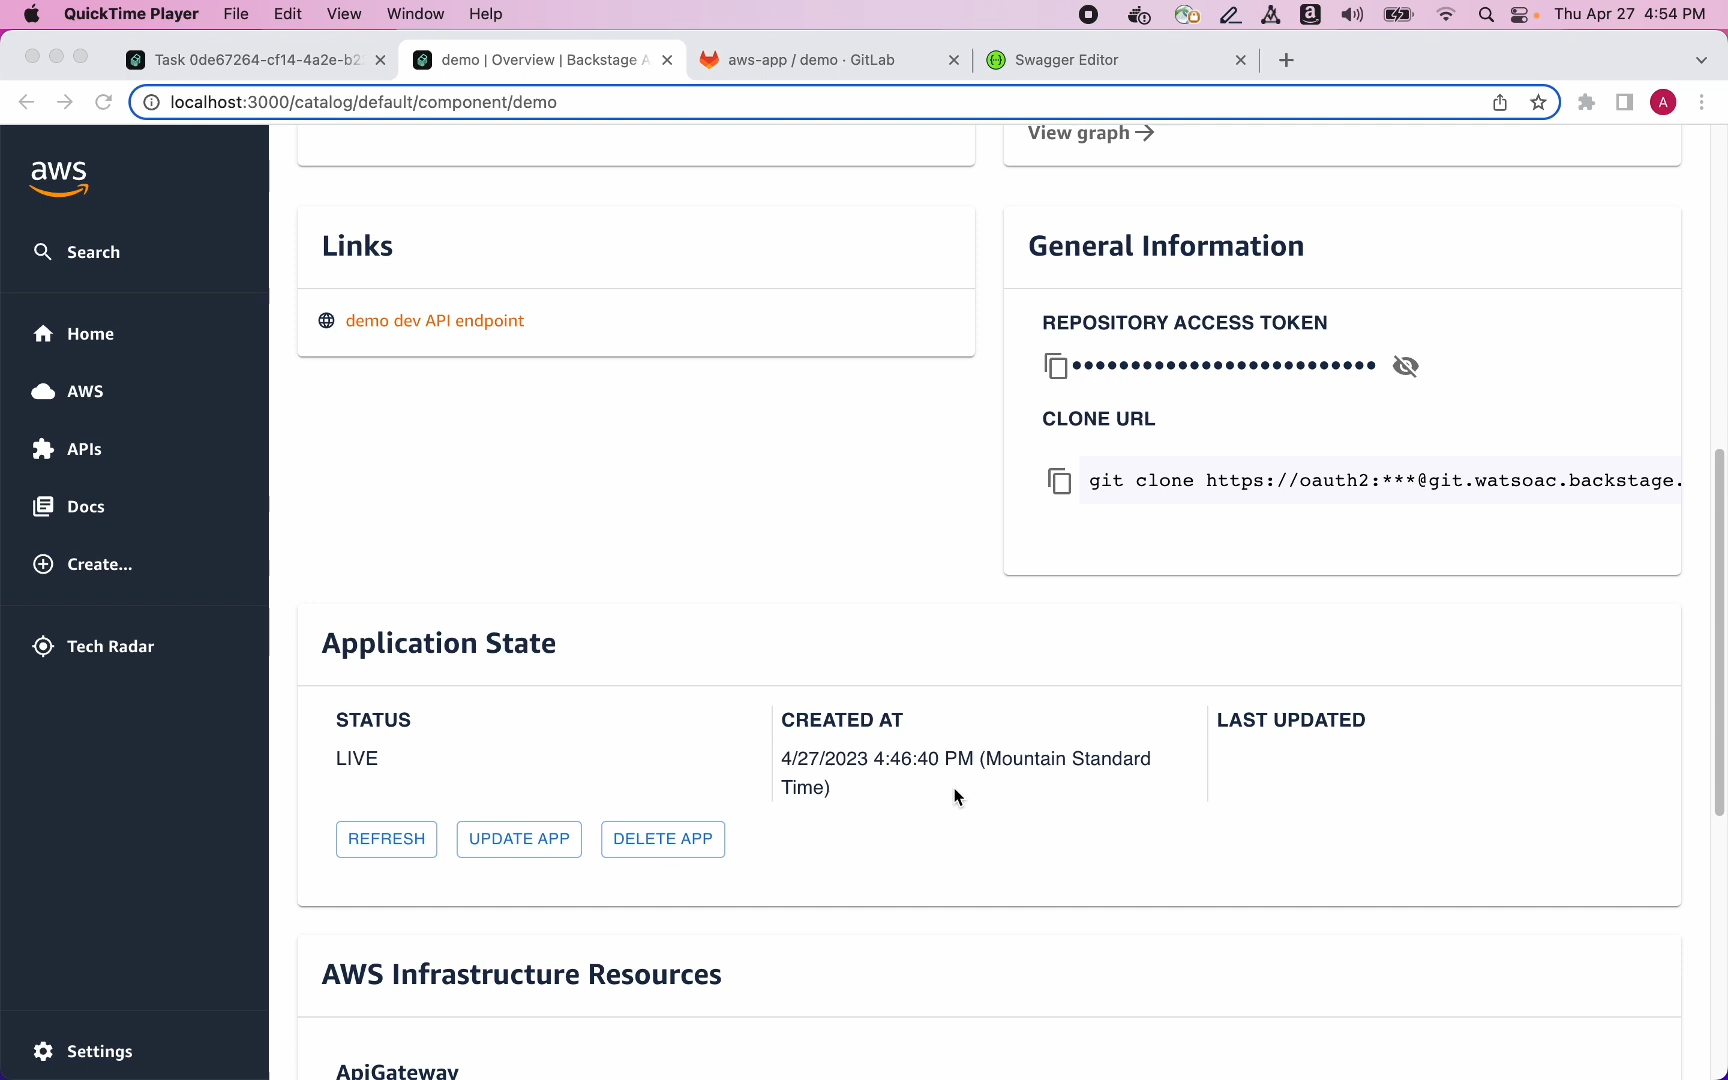 QuickTime Player File Edit View Window Help Thu Apr 27 4:54 PM
Task 0de67264-cf14-4a2e-b22 demo | Overview | Backstage A aws-app / demo · GitLab Swagger Editor
localhost:3000/catalog/default/component/demo A
aws
Search
Home
AWS
APIs
Docs
Create...
Tech Radar
Settings
View graph
Links
demo dev API endpoint
General Information
REPOSITORY ACCESS TOKEN
••••••••••••••••••••••••••
CLONE URL
git clone https://oauth2:***@git.watsoac.backstage.
Application State
STATUS
LIVE
CREATED AT
4/27/2023 4:46:40 PM (Mountain Standard
Time)
LAST UPDATED
REFRESH UPDATE APP DELETE APP
AWS Infrastructure Resources
ApiGateway